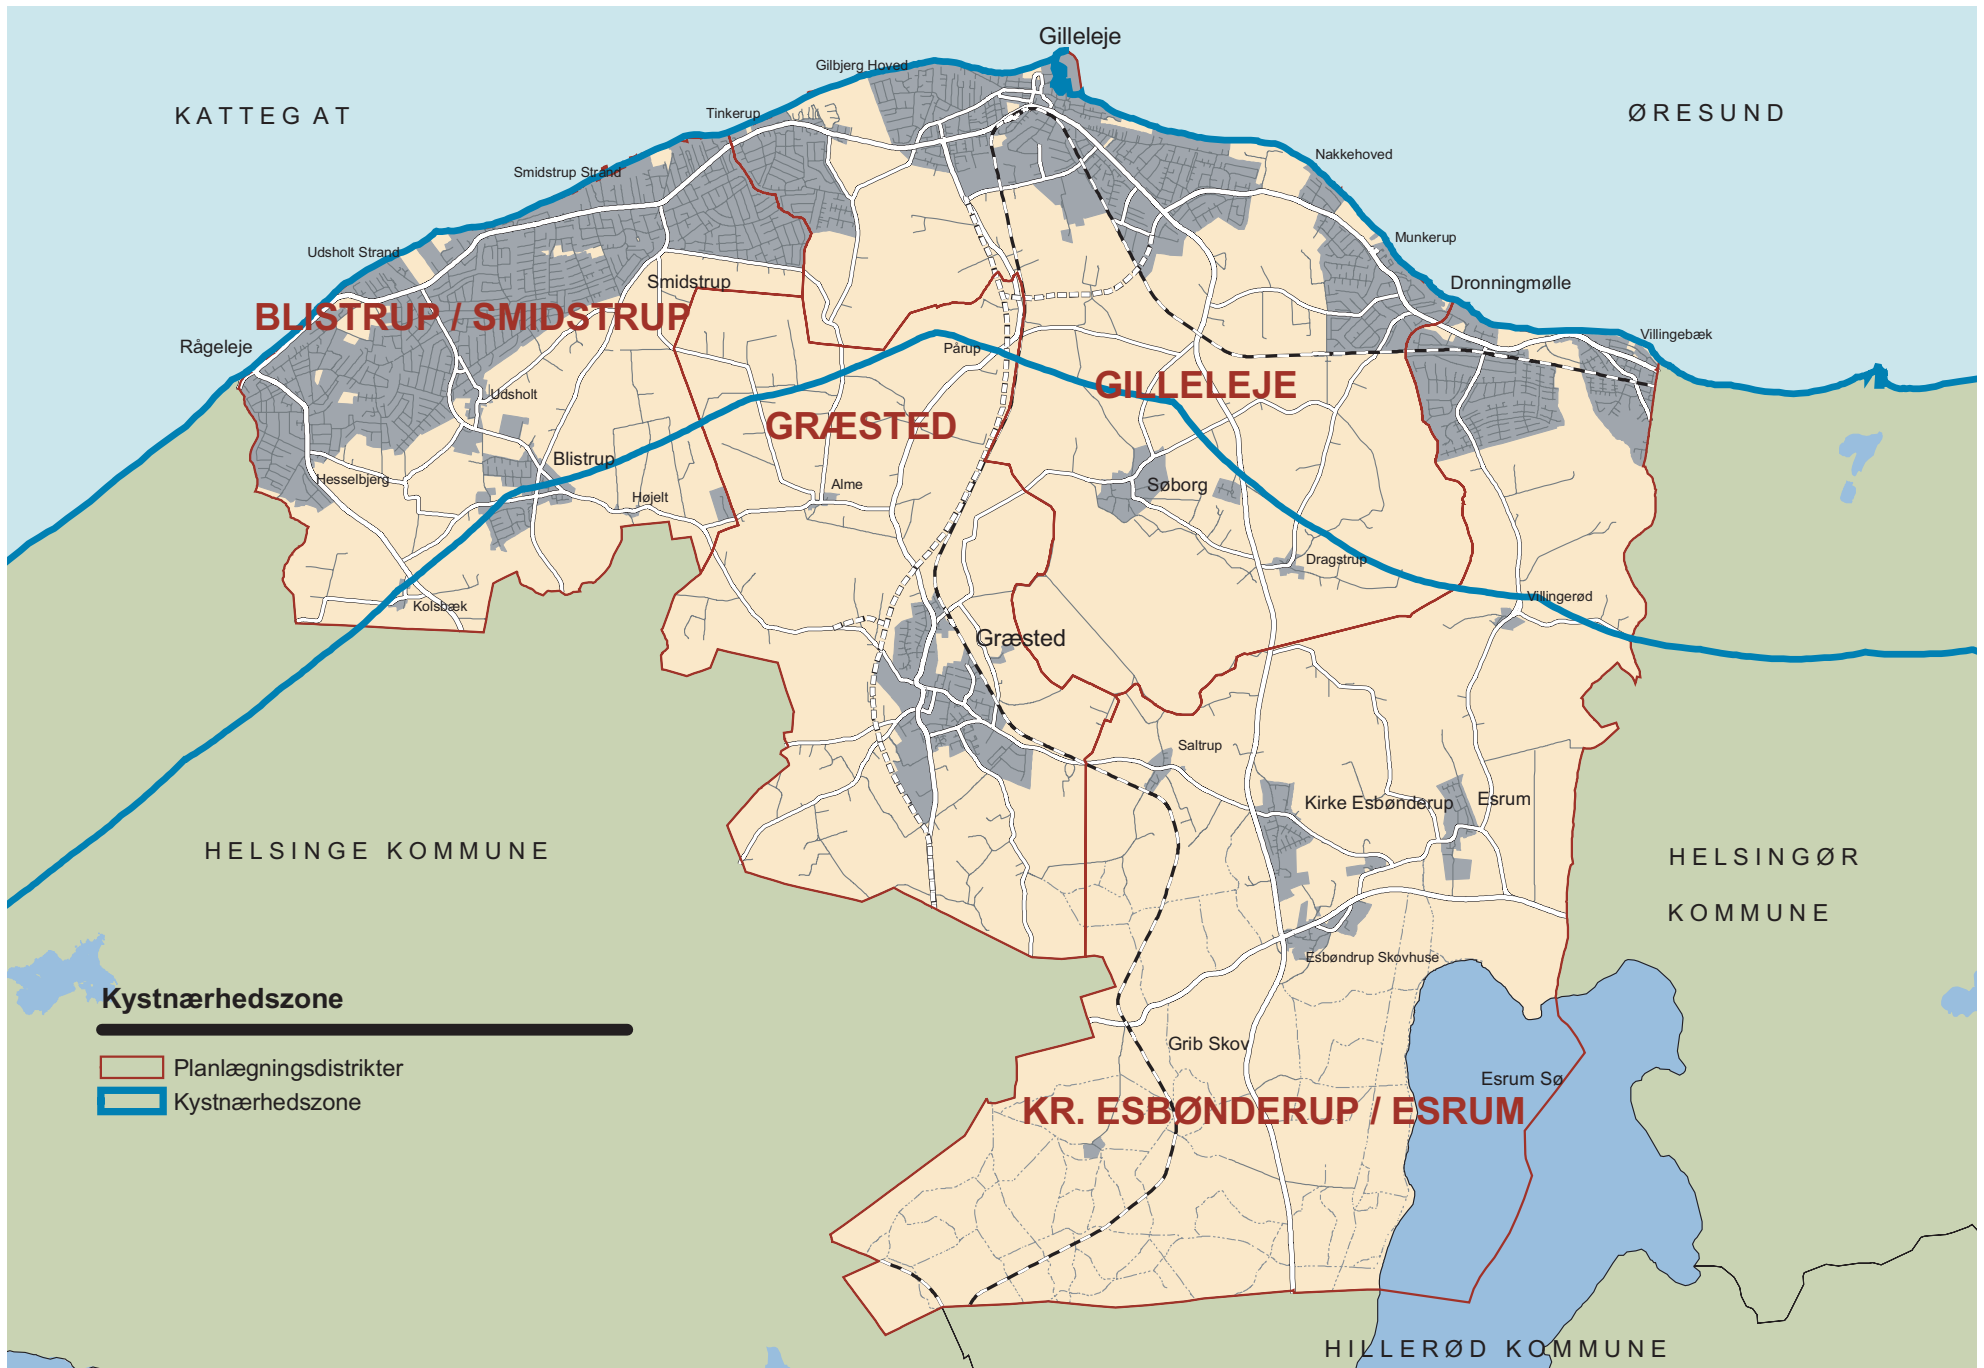 Gilleleje
Gilbjerg Hoved
KATTEGAT
Tinkerup
ØRESUND
Nakkehoved
Smidstrup Strand
Munkerup
Udsholt Strand
Smidstrup
Dronningmølle
BLISTRUP / SMIDSTRUP
Villingebæk
Rågeleje
Pårup
GILLELEJE
Udsholt
GRÆSTED
Blistrup
Hesselbjerg
Alme
Søborg
Højelt
Dragstrup
Villingerød
Kolsbæk
Græsted
Saltrup
Kirke Esbønderup
Esrum
HELSINGE KOMMUNE
HELSINGØR
KOMMUNE
Esbøndrup Skovhuse
Kystnærhedszone
Grib Skov
Planlægningsdistrikter
Esrum Sø
Kystnærhedszone
KR. ESBØNDERUP / ESRUM
HILLERØD KOMMUNE